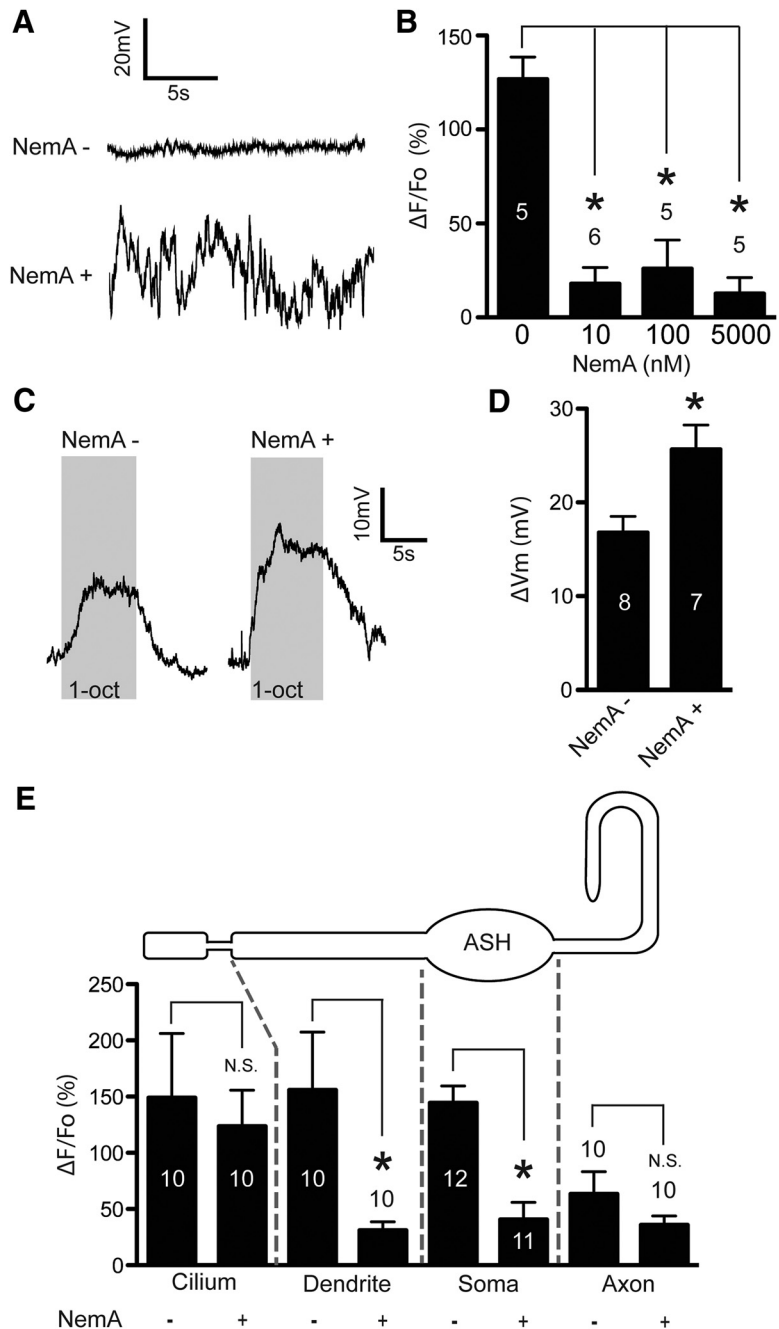 A
20mV
5s
NemA -
NemA +
B
ΔF/Fo (%)
150
100
50
0
5
6
5
5
*
*
*
0 10 100 5000
NemA (nM)
C
NemA - NemA +
1-oct 1-oct
10mV
5s
D
ΔVm (mV)
30
20
10
0
*
8 7
NemA - NemA +
E
ASH
ΔF/Fo (%)
250
200
150
100
50
0
N.S.
10 10
*
10 10
*
12 11
N.S.
10 10
Cilium Dendrite Soma Axon
NemA - + - + - + - +